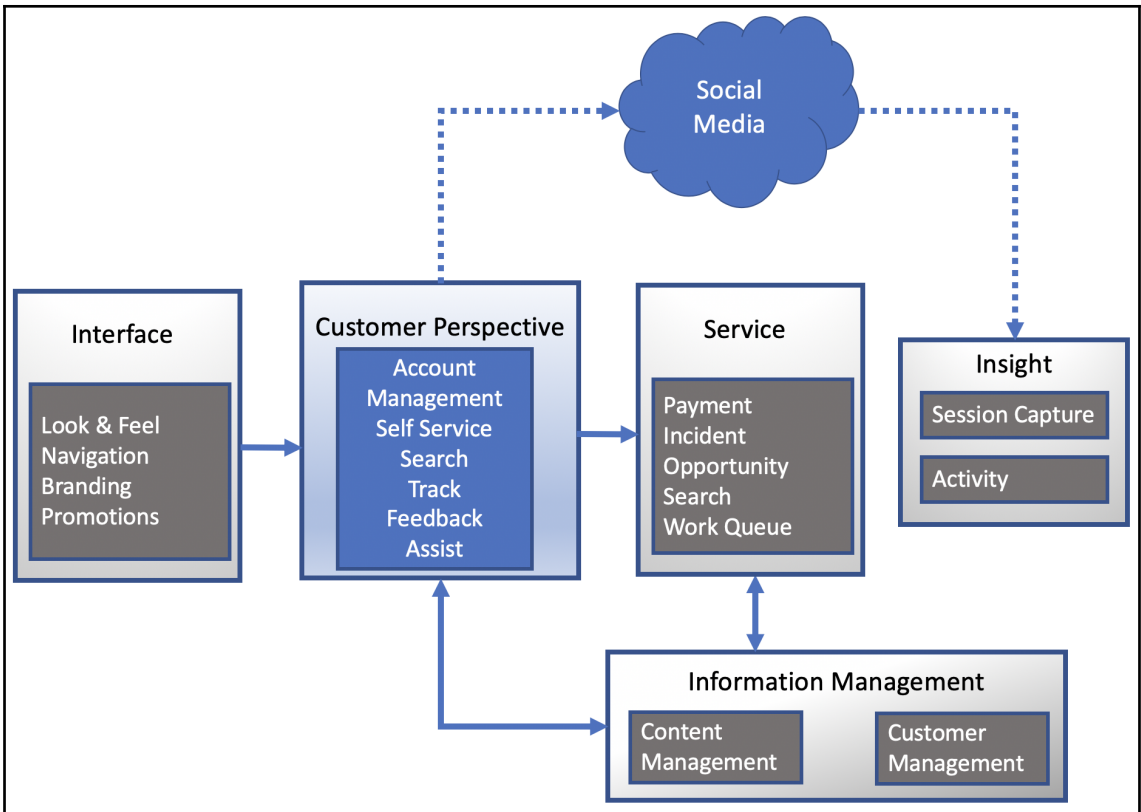 Social
Media
Interface
Look & Feel
Navigation
Branding
Promotions
Customer Perspective
Account
Management
Self Service
Search
Track
Feedback
Assist
Service
Payment
Incident
Opportunity
Search
Work Queue
Insight
Session Capture
Activity
Information Management
Content
Management
Customer
Management